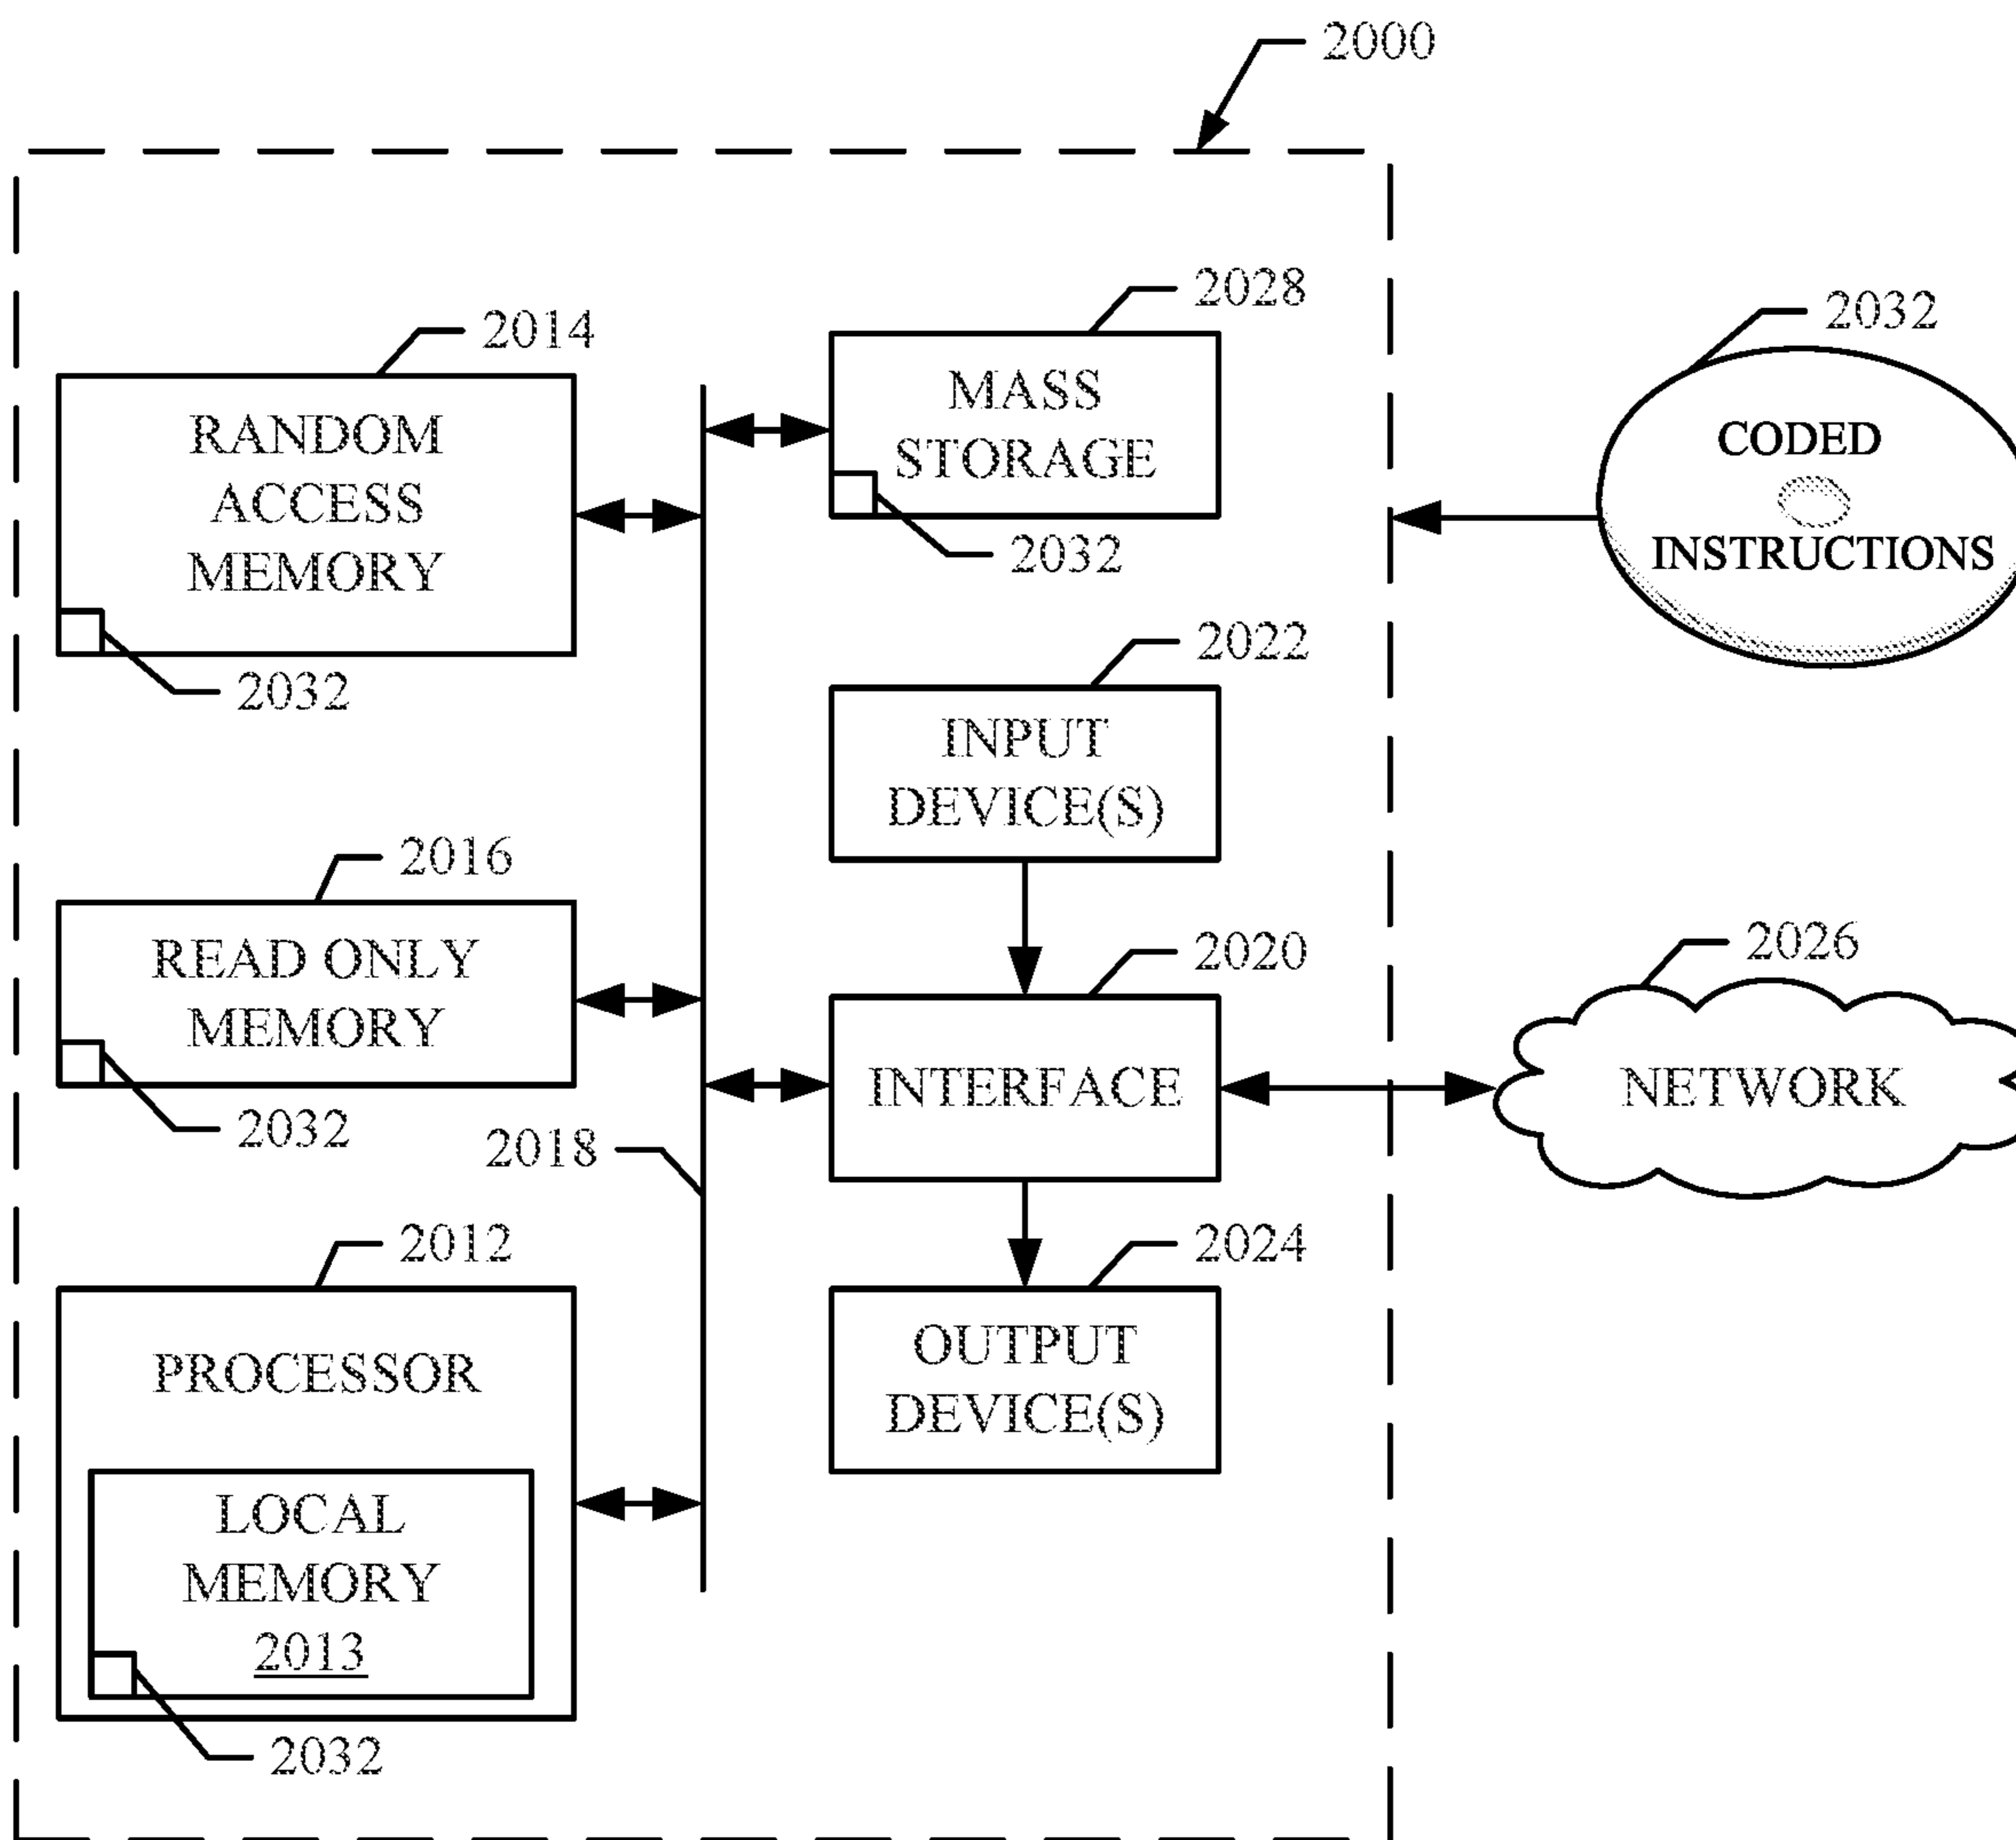 2000
2028
MASS
STORAGE
2032
2014
RANDOM
ACCESS
MEMORY
2032
2032
CODED
INSTRUCTIONS
2022
INPUT
DEVICE(S)
2016
READ ONLY
MEMORY
2032
2020
INTERFACE
2026
NETWORK
2018
2012
PROCESSOR
LOCAL
MEMORY
2013
2032
2024
OUTPUT
DEVICE(S)